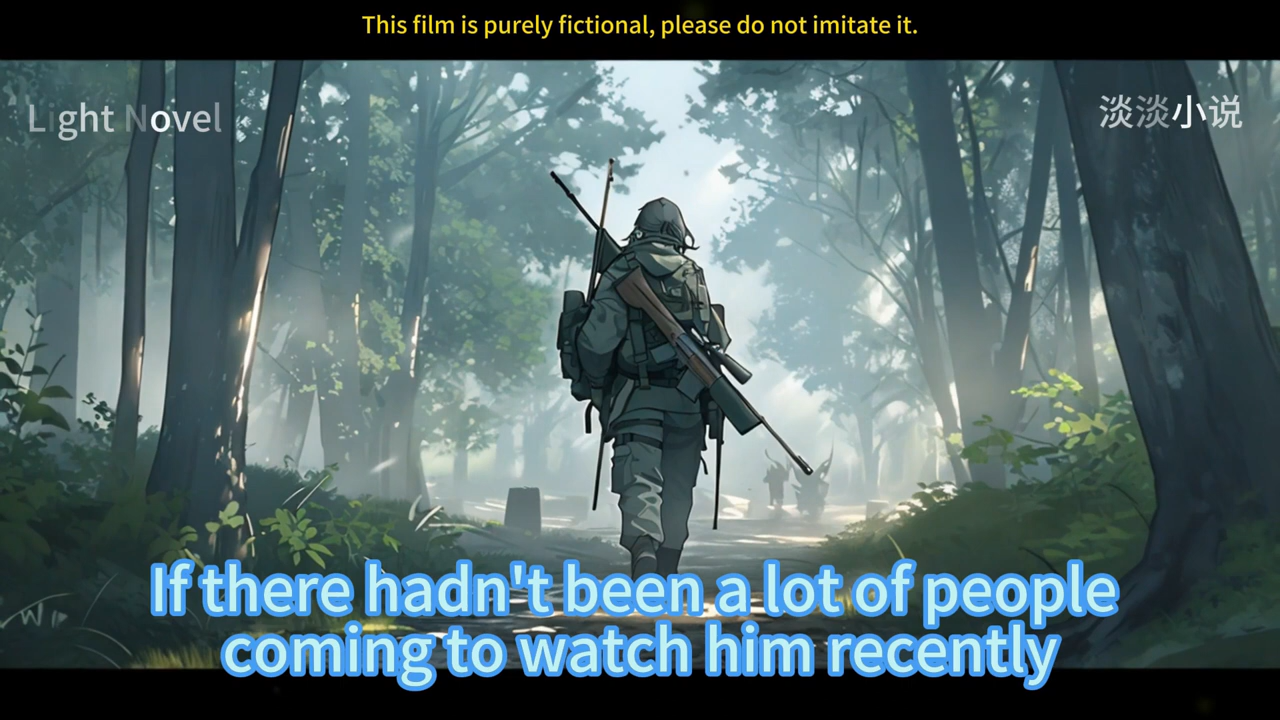 This film is purely fictional, please do not imitate it.
Light Novel
淡淡小说
If there hadn't been a lot of people
coming to watch him recently